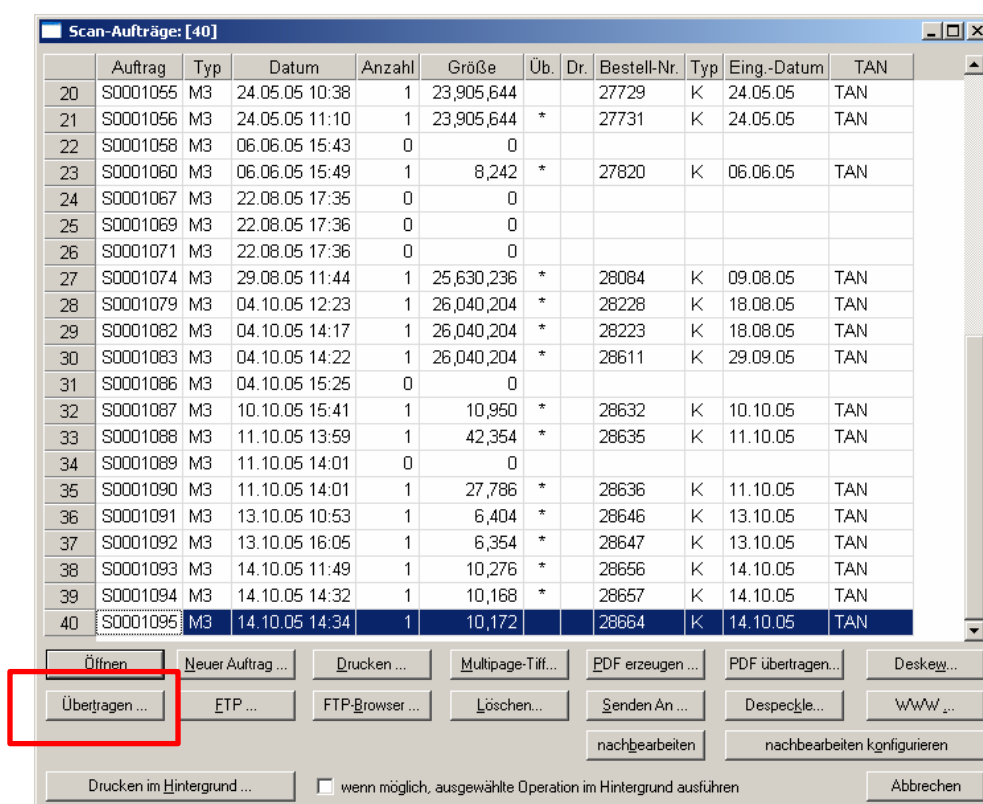 Scan-Aufträge: [40]
Auftrag Typ Datum Anzahl Größe Üb. Dr. Bestell-Nr. Typ Eing.-Datum TAN
20 S0001055 M3 24.05.05 10:38 1 23,905,644 27729 K 24.05.05 TAN
21 S0001056 M3 24.05.05 11:10 1 23,905,644 * 27731 K 24.05.05 TAN
22 S0001058 M3 06.06.05 15:43 0 0
23 S0001060 M3 06.06.05 15:49 1 8,242 * 27820 K 06.06.05 TAN
24 S0001067 M3 22.08.05 17:35 0 0
25 S0001069 M3 22.08.05 17:36 0 0
26 S0001071 M3 22.08.05 17:36 0 0
27 S0001074 M3 29.08.05 11:44 1 25,630,236 * 28084 K 09.08.05 TAN
28 S0001079 M3 04.10.05 12:23 1 26,040,204 * 28228 K 18.08.05 TAN
29 S0001082 M3 04.10.05 14:17 1 26,040,204 * 28223 K 18.08.05 TAN
30 S0001083 M3 04.10.05 14:22 1 26,040,204 * 28611 K 29.09.05 TAN
31 S0001086 M3 04.10.05 15:25 0 0
32 S0001087 M3 10.10.05 15:41 1 10,950 * 28632 K 10.10.05 TAN
33 S0001088 M3 11.10.05 13:59 1 42,354 * 28635 K 11.10.05 TAN
34 S0001089 M3 11.10.05 14:01 0 0
35 S0001090 M3 11.10.05 14:01 1 27,786 * 28636 K 11.10.05 TAN
36 S0001091 M3 13.10.05 10:53 1 6,404 * 28646 K 13.10.05 TAN
37 S0001092 M3 13.10.05 16:05 1 6,354 * 28647 K 13.10.05 TAN
38 S0001093 M3 14.10.05 11:49 1 10,276 * 28656 K 14.10.05 TAN
39 S0001094 M3 14.10.05 14:32 1 10,168 * 28657 K 14.10.05 TAN
40 S0001095 M3 14.10.05 14:34 1 10,172 28664 K 14.10.05 TAN
Öffnen Neuer Auftrag ... Drucken ... Multipage-Tiff... PDF erzeugen ... PDF übertragen... Deskew...
Übertragen ... FTP ... FTP-Browser ... Löschen... Senden An ... Despeckle... WWW ...
nachbearbeiten nachbearbeiten konfigurieren
Drucken im Hintergrund ... wenn möglich, ausgewählte Operation im Hintergrund ausführen Abbrechen